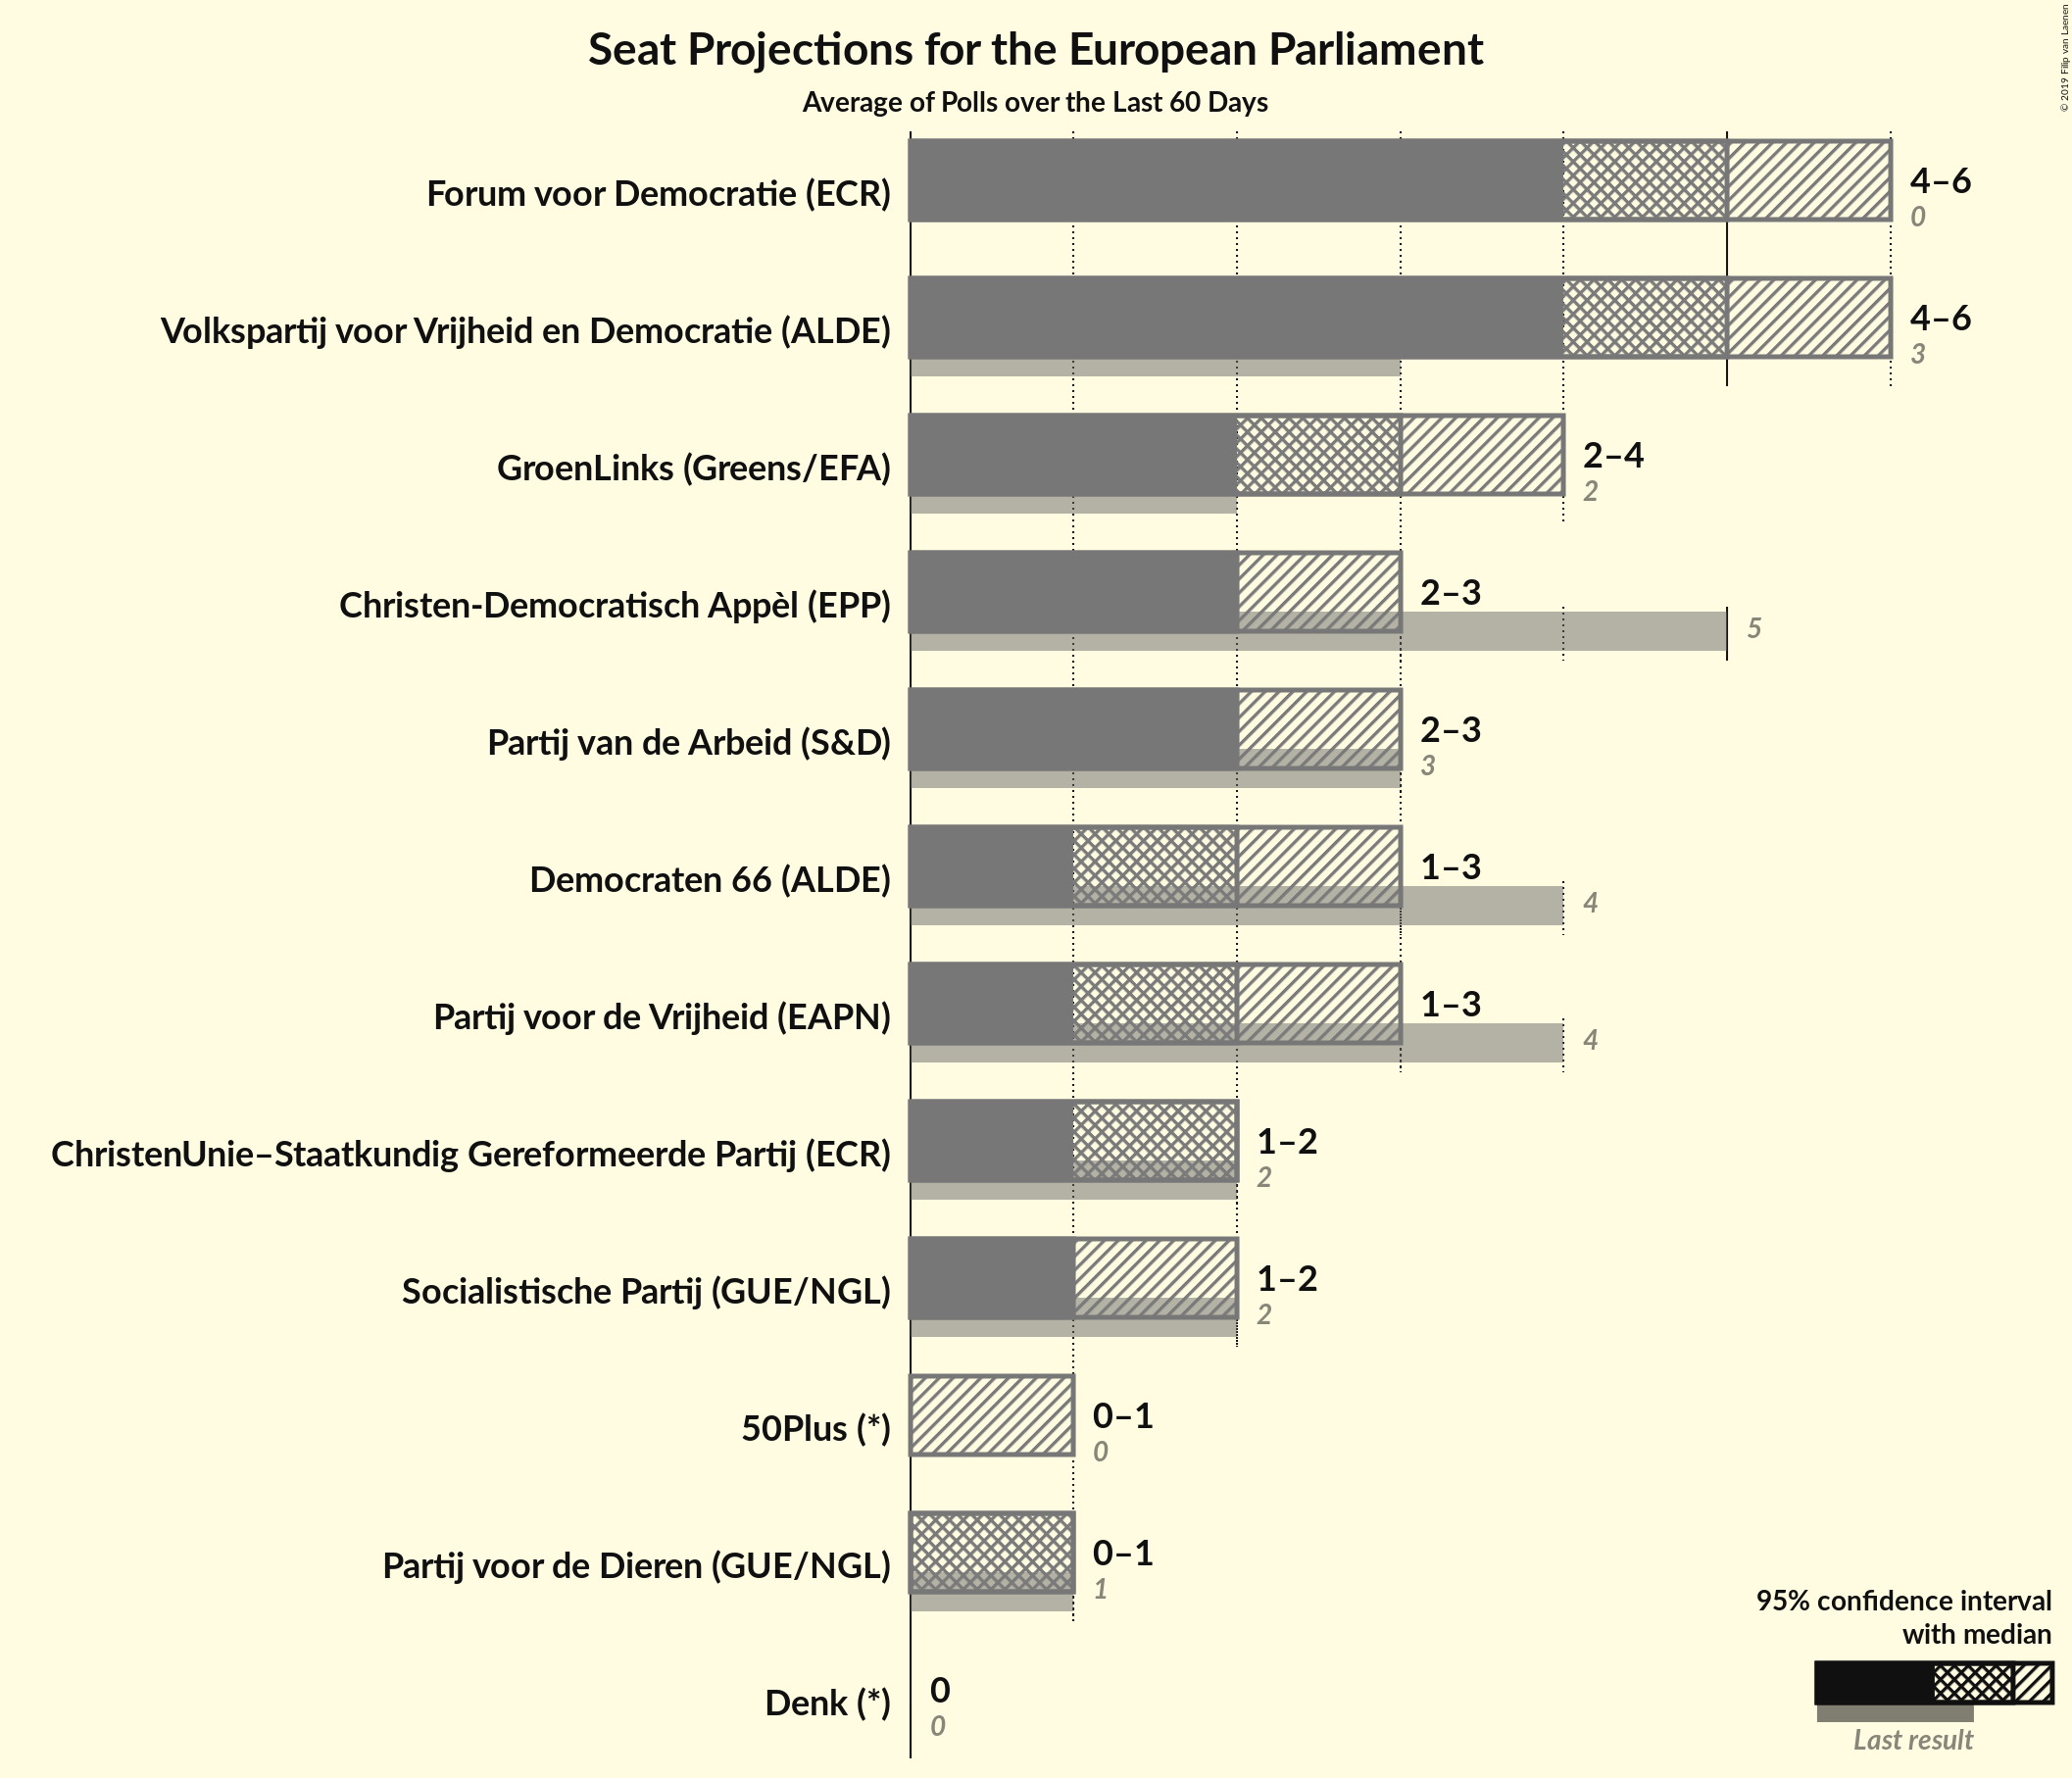 Seat Projections for the European Parliament
Average of Polls over the Last 60 Days
© 2019 Filip van Laenen
Forum voor Democratie (ECR)
4–6
0
Volkspartij voor Vrijheid en Democratie (ALDE)
4–6
3
GroenLinks (Greens/EFA)
2–4
2
Christen-Democratisch Appèl (EPP)
2–3
5
Partij van de Arbeid (S&D)
2–3
3
Democraten 66 (ALDE)
1–3
4
Partij voor de Vrijheid (EAPN)
1–3
4
ChristenUnie–Staatkundig Gereformeerde Partij (ECR)
1–2
2
Socialistische Partij (GUE/NGL)
1–2
2
50Plus (*)
0–1
0
Partij voor de Dieren (GUE/NGL)
0–1
1
Denk (*)
0
0
95% confidence interval
with median
Last result